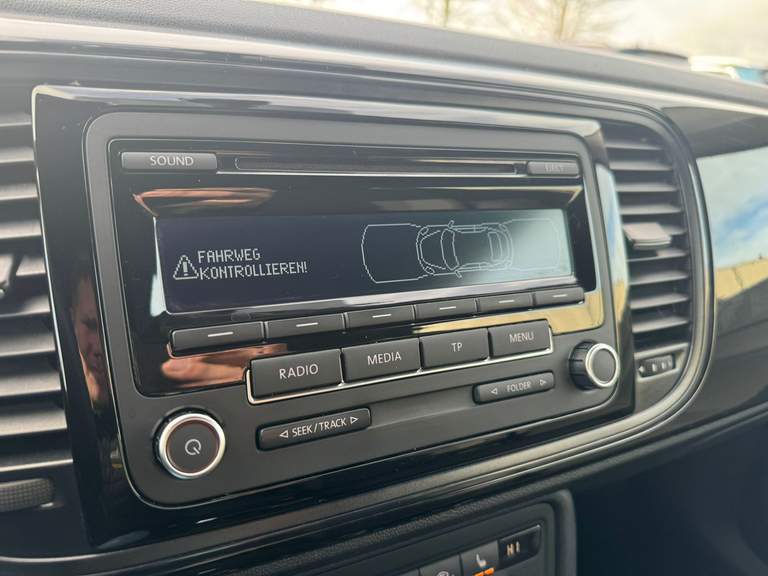 SOUND
FAHRWEG
KONTROLLIEREN!
RADIO
MEDIA
TP
MENU
SEEK/TRACK
FOLDER